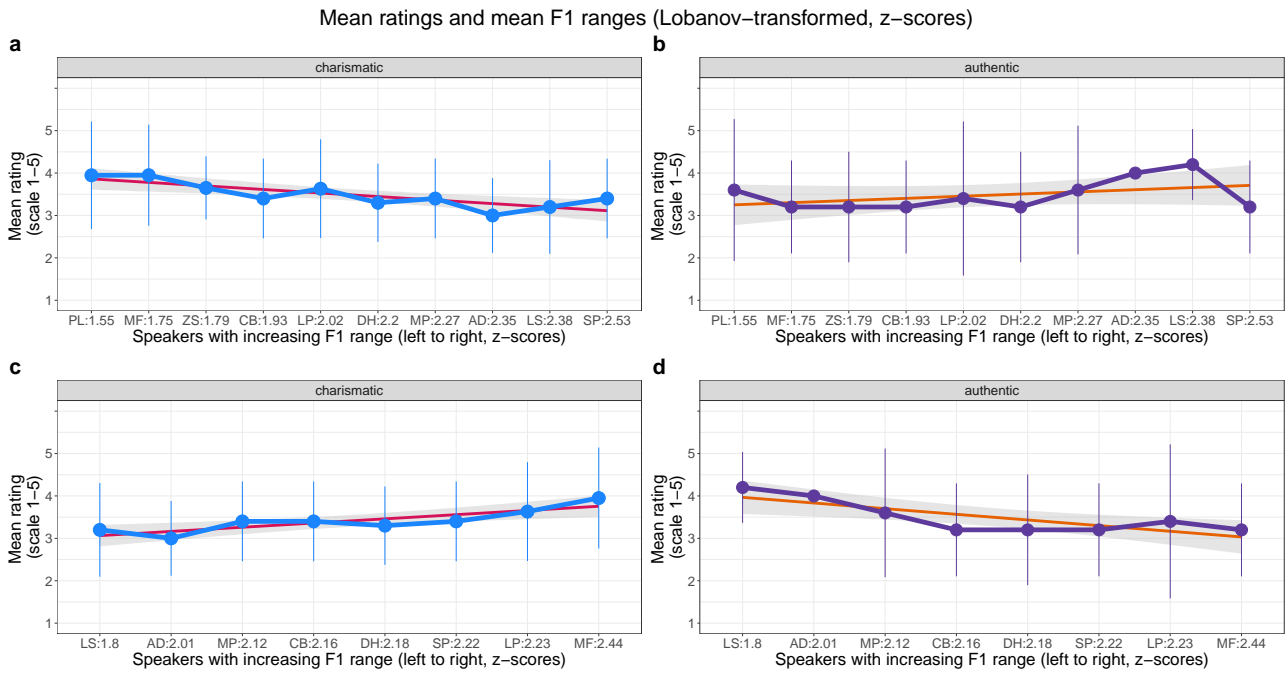 Mean ratings and mean F1 ranges (Lobanov−transformed, z−scores)
a
charismatic
Mean rating
(scale 1−5)
5
4
3
2
1
PL:1.55 MF:1.75 ZS:1.79 CB:1.93 LP:2.02 DH:2.2 MP:2.27 AD:2.35 LS:2.38 SP:2.53
Speakers with increasing F1 range (left to right, z−scores)
b
authentic
Mean rating
(scale 1−5)
5
4
3
2
1
PL:1.55 MF:1.75 ZS:1.79 CB:1.93 LP:2.02 DH:2.2 MP:2.27 AD:2.35 LS:2.38 SP:2.53
Speakers with increasing F1 range (left to right, z−scores)
c
charismatic
Mean rating
(scale 1−5)
5
4
3
2
1
LS:1.8 AD:2.01 MP:2.12 CB:2.16 DH:2.18 SP:2.22 LP:2.23 MF:2.44
Speakers with increasing F1 range (left to right, z−scores)
d
authentic
Mean rating
(scale 1−5)
5
4
3
2
1
LS:1.8 AD:2.01 MP:2.12 CB:2.16 DH:2.18 SP:2.22 LP:2.23 MF:2.44
Speakers with increasing F1 range (left to right, z−scores)